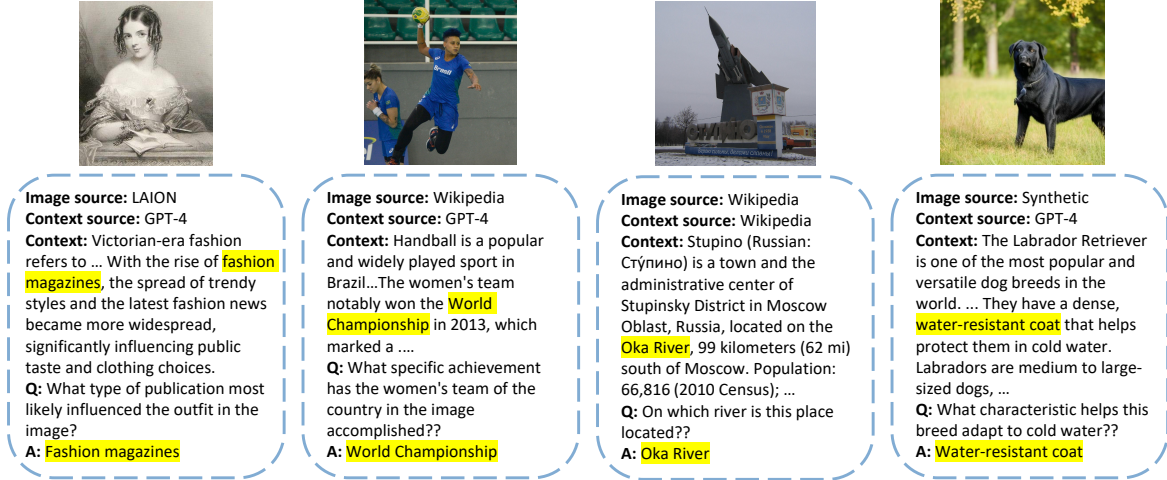 Brasil
СТУПИНО
Image source: LAION
Context source: GPT-4
Context: Victorian-era fashion
refers to ... With the rise of fashion
magazines, the spread of trendy
styles and the latest fashion news
became more widespread,
significantly influencing public
taste and clothing choices.
Q: What type of publication most
likely influenced the outfit in the
image?
A: Fashion magazines
Image source: Wikipedia
Context source: GPT-4
Context: Handball is a popular
and widely played sport in
Brazil...The women's team
notably won the World
Championship in 2013, which
marked a ....
Q: What specific achievement
has the women's team of the
country in the image
accomplished??
A: World Championship
Image source: Wikipedia
Context source: Wikipedia
Context: Stupino (Russian:
Сту́пино) is a town and the
administrative center of
Stupinsky District in Moscow
Oblast, Russia, located on the
Oka River, 99 kilometers (62 mi)
south of Moscow. Population:
66,816 (2010 Census); ...
Q: On which river is this place
located??
A: Oka River
Image source: Synthetic
Context source: GPT-4
Context: The Labrador Retriever
is one of the most popular and
versatile dog breeds in the
world. ... They have a dense,
water-resistant coat that helps
protect them in cold water.
Labradors are medium to large-
sized dogs, ...
Q: What characteristic helps this
breed adapt to cold water??
A: Water-resistant coat